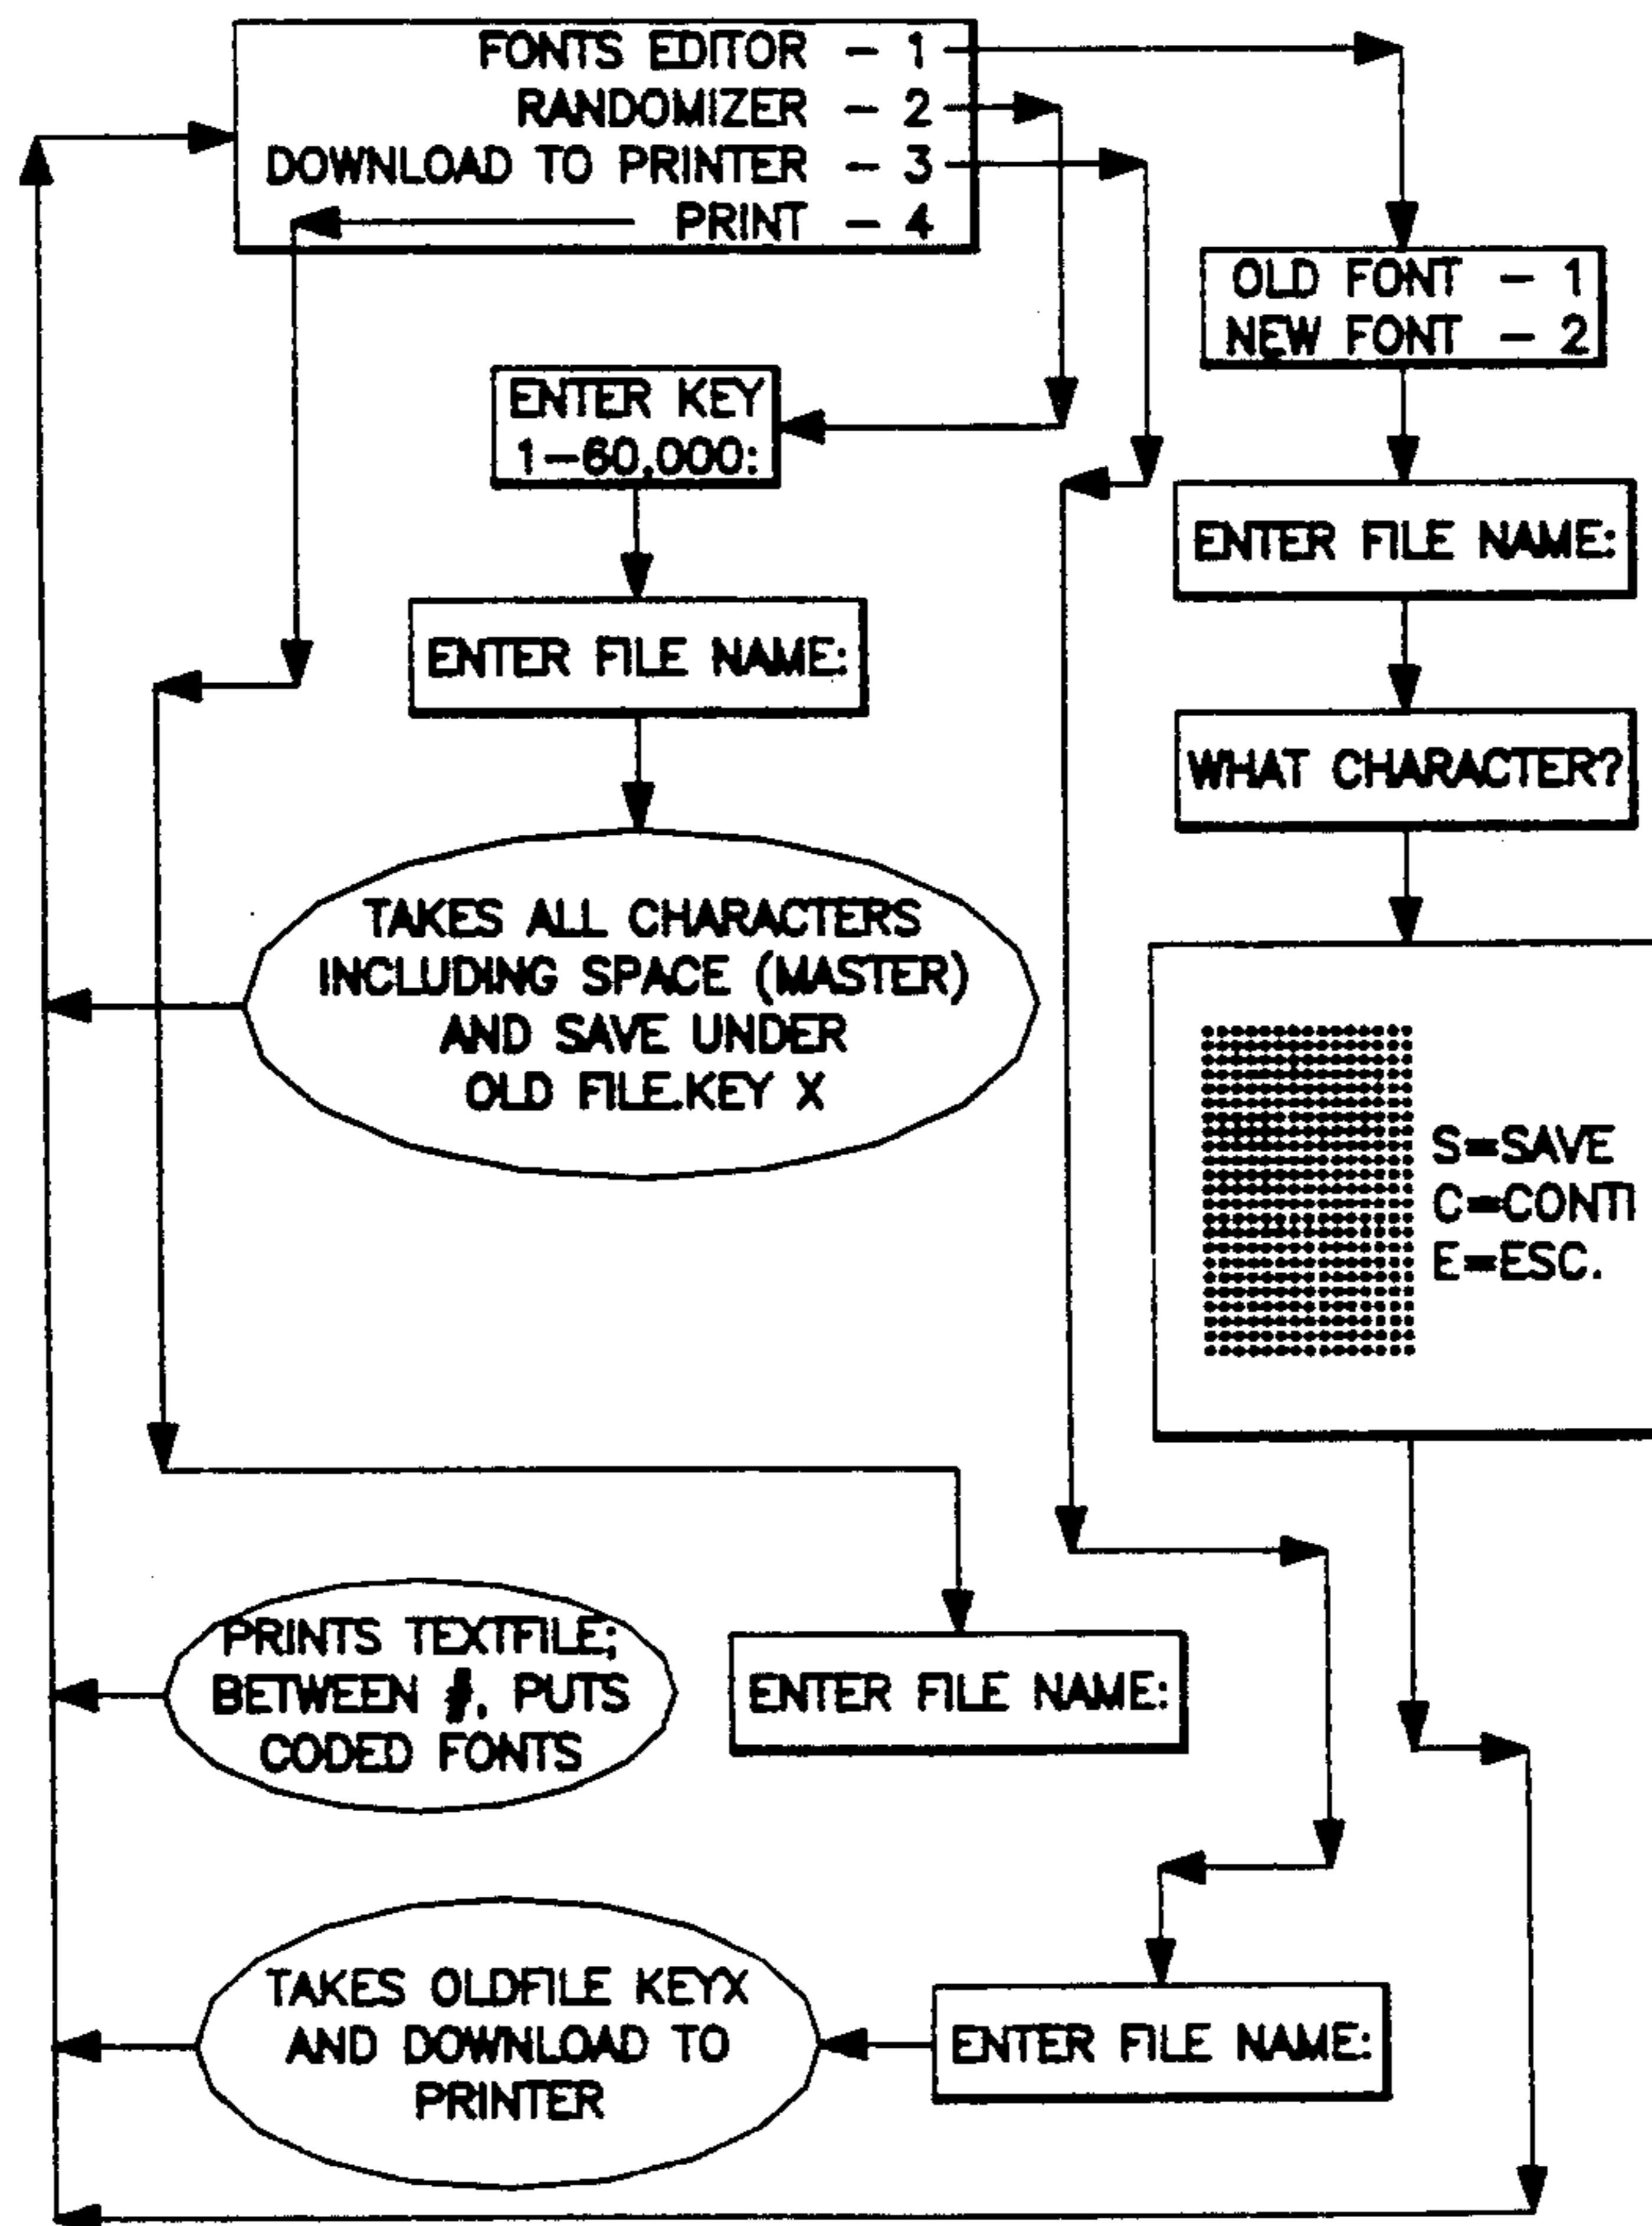 FONTS EDITOR - 1
RANDOMIZER - 2
DOWNLOAD TO PRINTER - 3
PRINT - 4
OLD FONT - 1
NEW FONT - 2
ENTER KEY
1-60,000:
ENTER FILE NAME:
ENTER FILE NAME:
WHAT CHARACTER?
TAKES ALL CHARACTERS
INCLUDING SPACE (MASTER)
AND SAVE UNDER
OLD FILE.KEY X
S=SAVE
C=CONTI
E=ESC.
PRINTS TEXTFILE;
BETWEEN #, PUTS
CODED FONTS
ENTER FILE NAME:
TAKES OLDFILE KEYX
AND DOWNLOAD TO
PRINTER
ENTER FILE NAME: